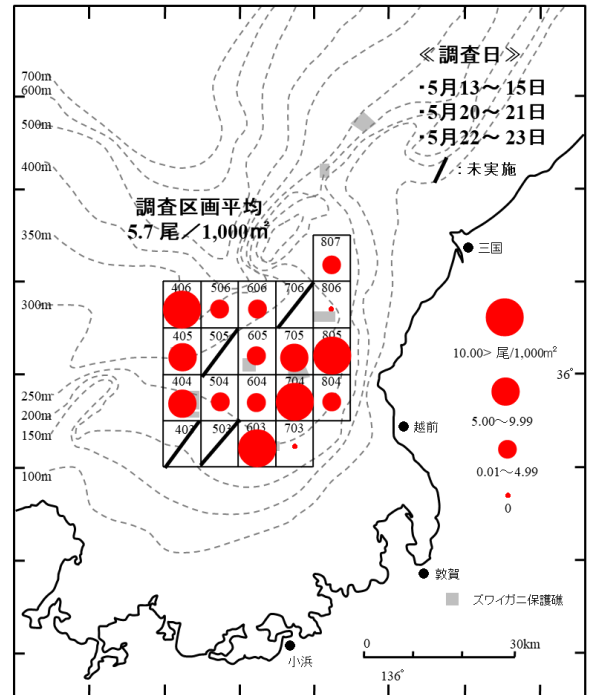 ≪調査日≫
･5月13～15日
･5月20～21日
･5月22～23日
：未実施
700m
600m
500m
400m
350m
300m
250m
200m
150m
100m
調査区画平均
5.7 尾／1,000㎡
807
406 506 606 706 806
405 505 605 705 805
404 504 604 704 804
403 503 603 703
三国
10.00> 尾/1,000㎡
36°
5.00～9.99
越前
0.01～4.99
0
敦賀
ズワイガニ保護礁
小浜
0 30km
136°